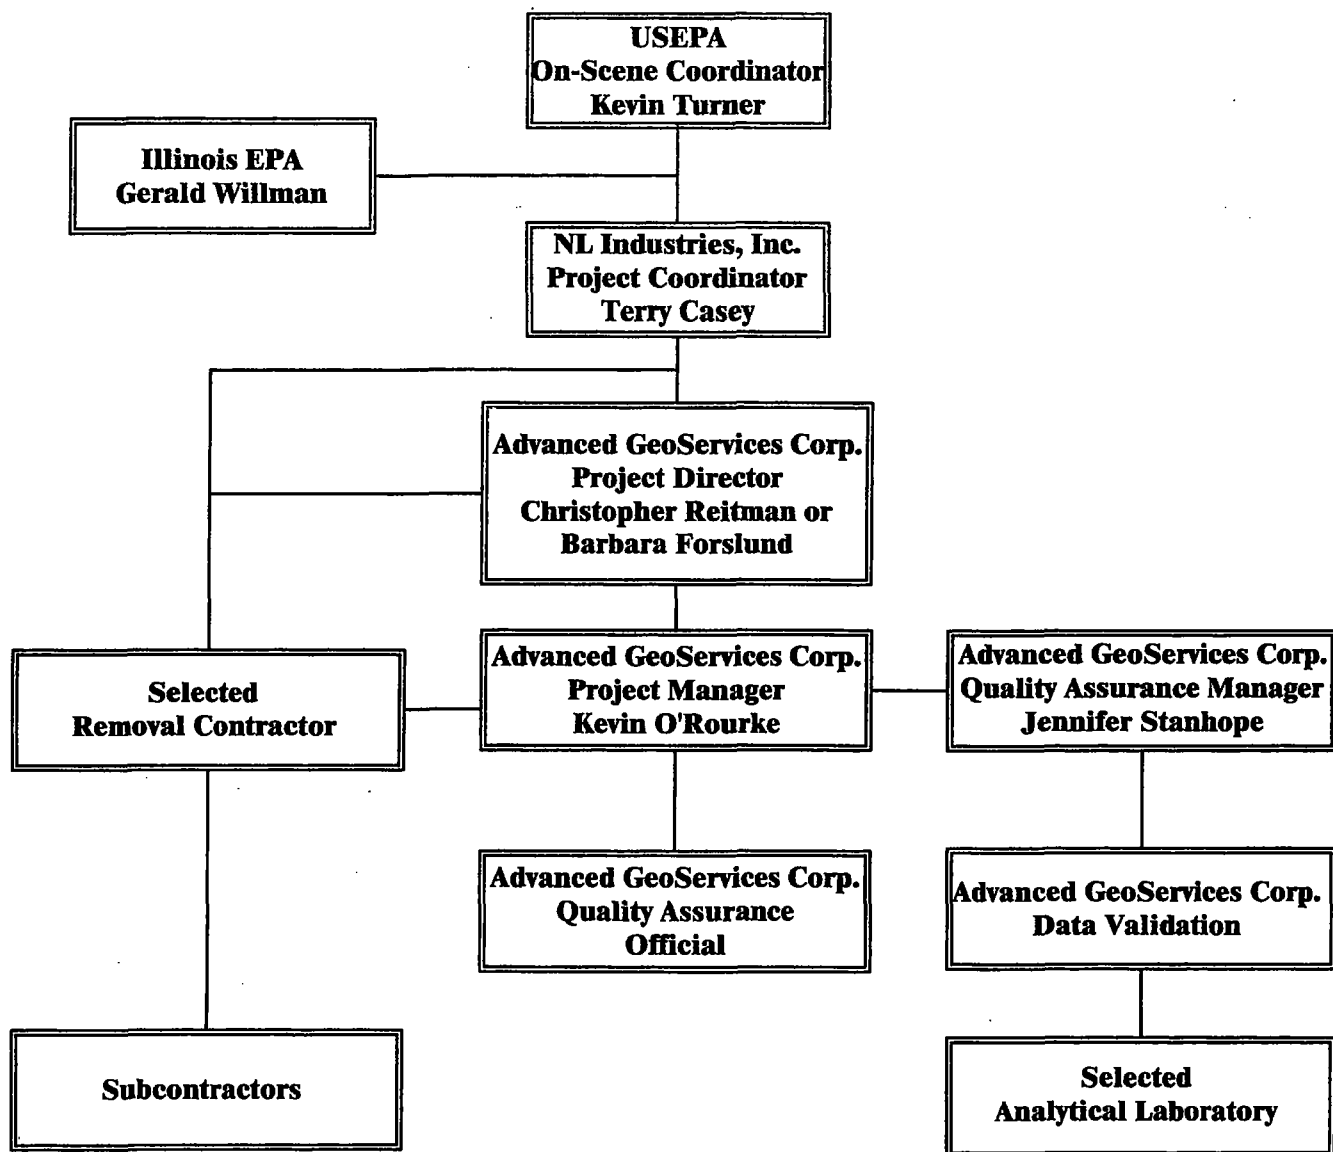 USEPA
On-Scene Coordinator
Kevin Turner
Illinois EPA
Gerald Willman
NL Industries, Inc.
Project Coordinator
Terry Casey
Advanced GeoServices Corp.
Project Director
Christopher Reitman or
Barbara Forslund
Selected
Removal Contractor
Advanced GeoServices Corp.
Project Manager
Kevin O'Rourke
Advanced GeoServices Corp.
Quality Assurance Manager
Jennifer Stanhope
Advanced GeoServices Corp.
Quality Assurance
Official
Advanced GeoServices Corp.
Data Validation
Subcontractors
Selected
Analytical Laboratory